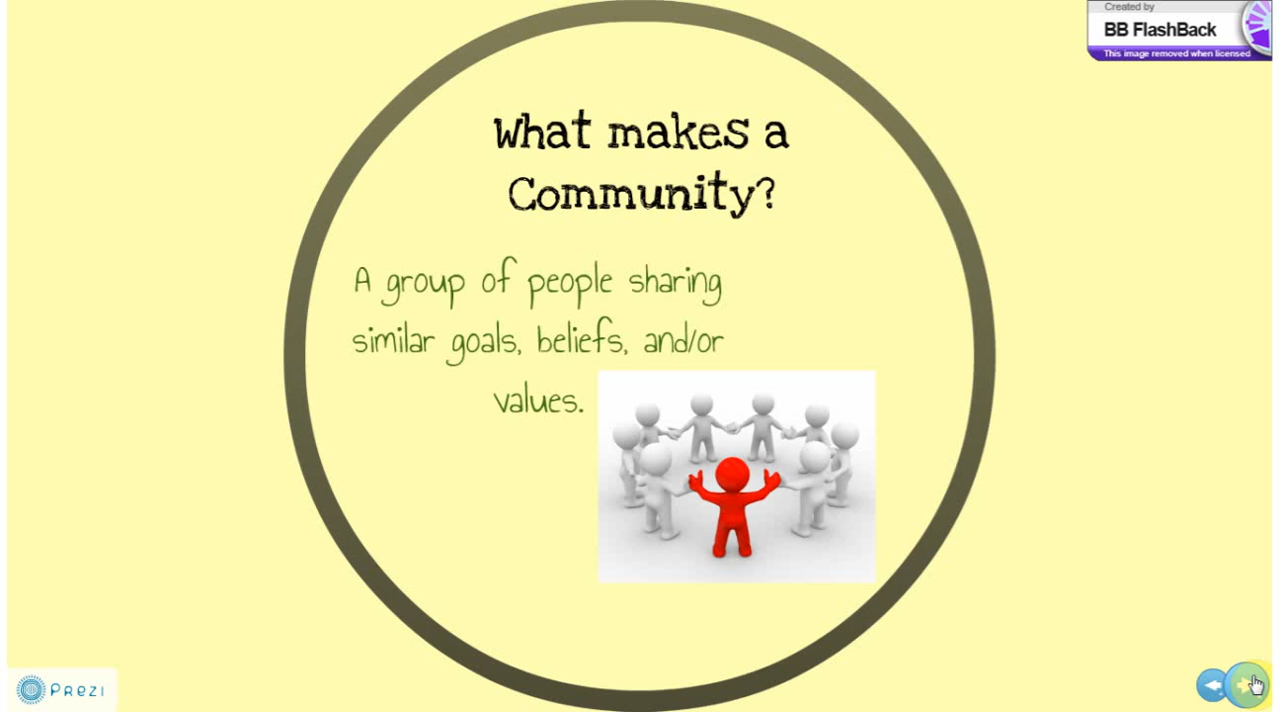 Created by
BB FlashBack
This image removed when licensed
What makes a
Community?
A group of people sharing
similar goals, beliefs, and/or
values.
PREZI